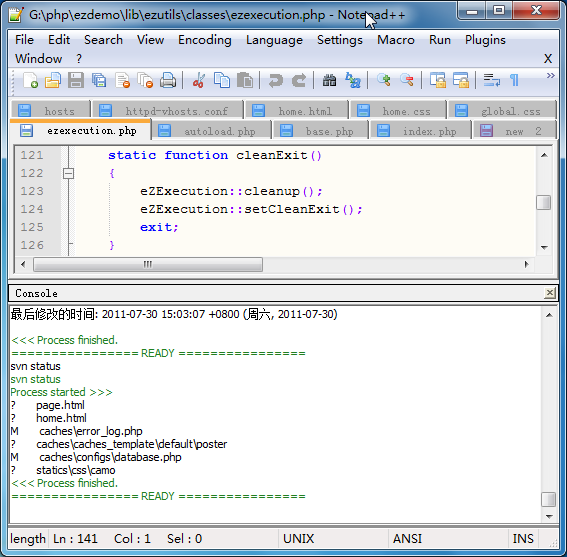 G:\php\ezdemo\lib\ezutils\classes\ezexecution.php - Notepad++
File Edit Search View Encoding Language Settings Macro Run Plugins
Window ? X
hosts httpd-vhosts.conf home.html home.css global.css
ezexecution.php autoload.php base.php index.php new 2
121 static function cleanExit()
122 {
123 eZExecution::cleanup();
124 eZExecution::setCleanExit();
125 exit;
126 }
Console
最后修改的时间: 2011-07-30 15:03:07 +0800 (周六, 2011-07-30)
<<< Process finished.
================ READY ================
svn status
svn status
Process started >>>
? page.html
? home.html
M caches\error_log.php
? caches\caches_template\default\poster
M caches\configs\database.php
? statics\css\camo
<<< Process finished.
================ READY ================
length Ln : 141 Col : 1 Sel : 0 UNIX ANSI INS